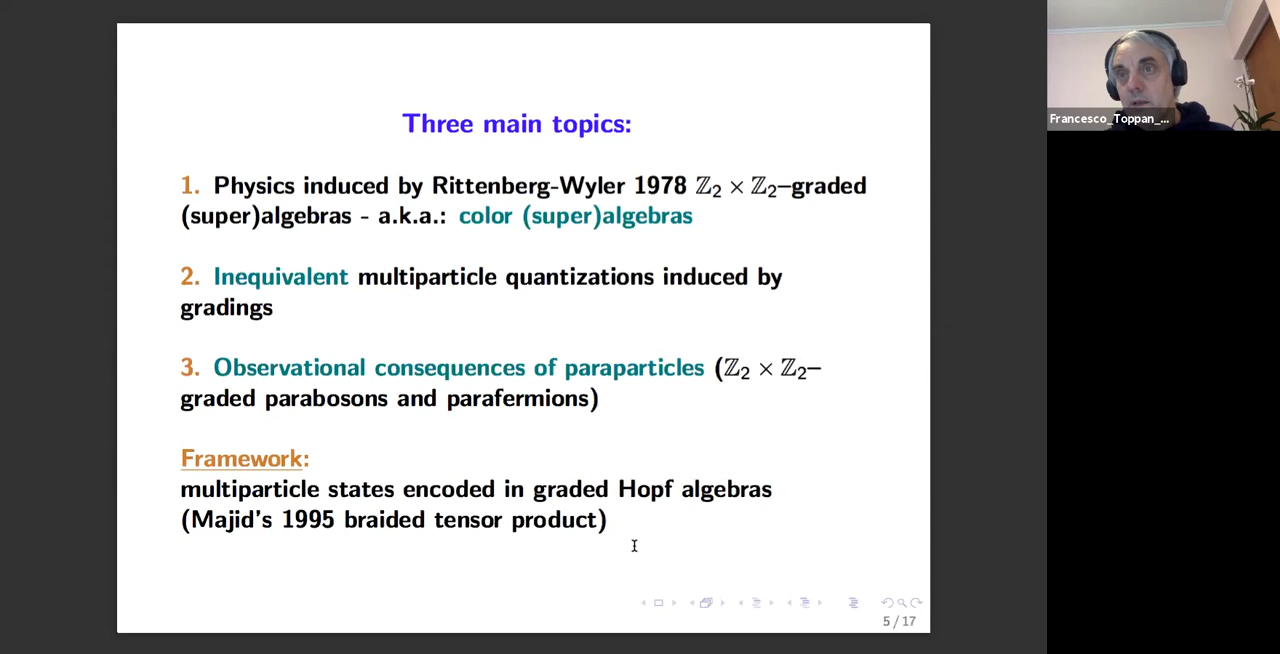 Three main topics:
1. Physics induced by Rittenberg-Wyler 1978 ℤ₂ × ℤ₂–graded
(super)algebras - a.k.a.: color (super)algebras
2. Inequivalent multiparticle quantizations induced by
gradings
3. Observational consequences of paraparticles (ℤ₂ × ℤ₂–
graded parabosons and parafermions)
Framework:
multiparticle states encoded in graded Hopf algebras
(Majid's 1995 braided tensor product)
5 / 17
Francesco_Toppan_...